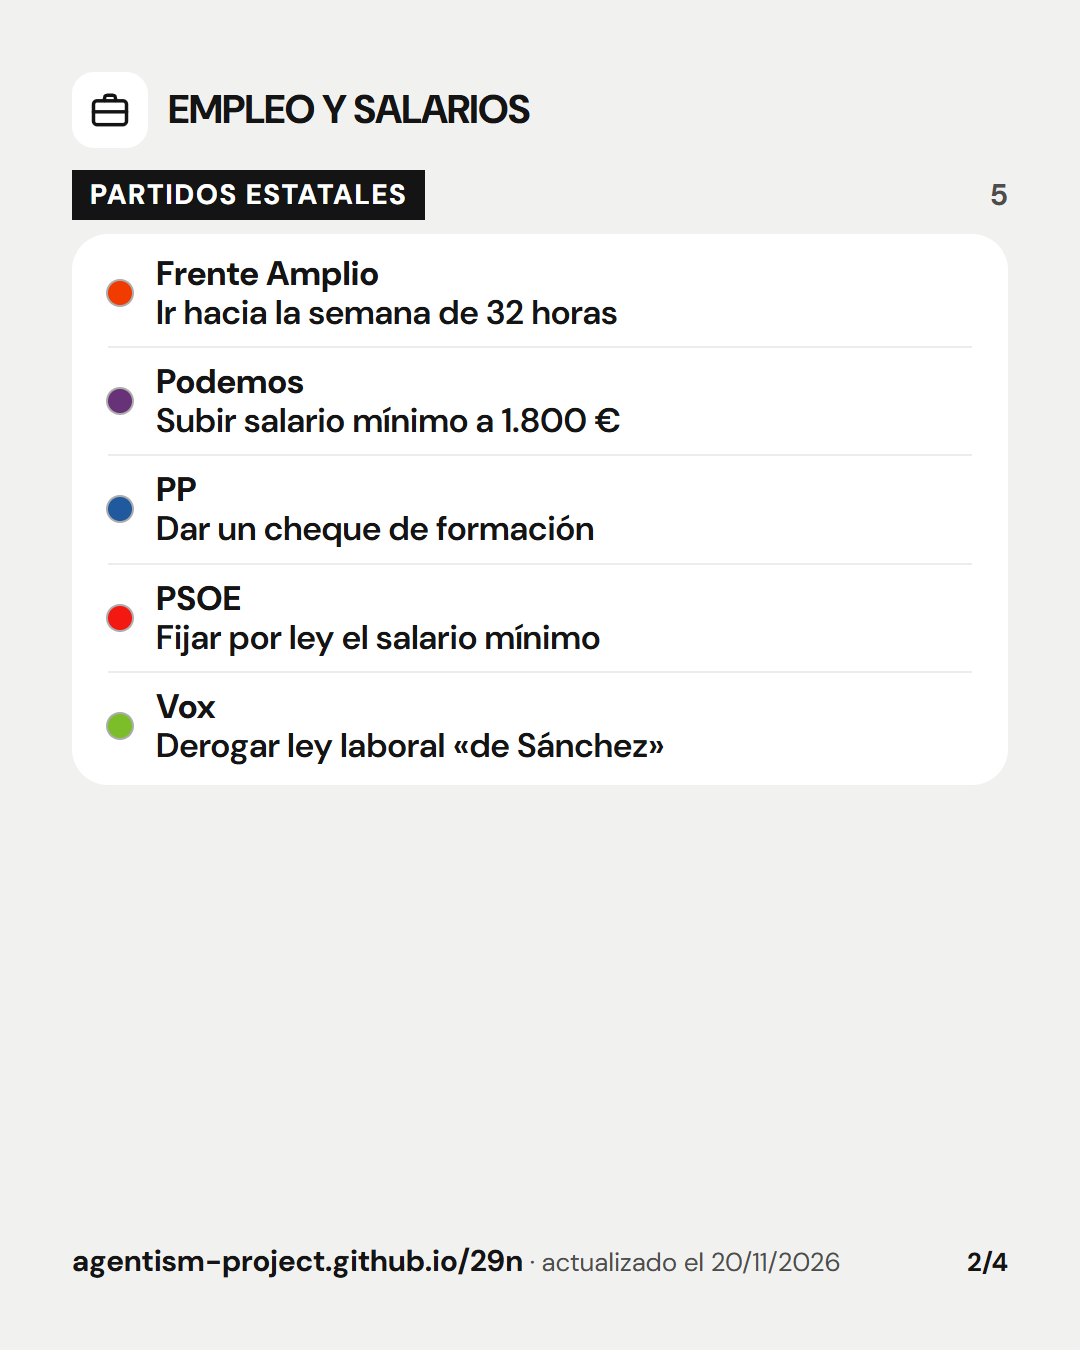 EMPLEO Y SALARIOS
PARTIDOS ESTATALES
5
Frente Amplio
Ir hacia la semana de 32 horas
Podemos
Subir salario mínimo a 1.800 €
PP
Dar un cheque de formación
PSOE
Fijar por ley el salario mínimo
Vox
Derogar ley laboral «de Sánchez»
agentism-project.github.io/29n · actualizado el 20/11/2026
2/4